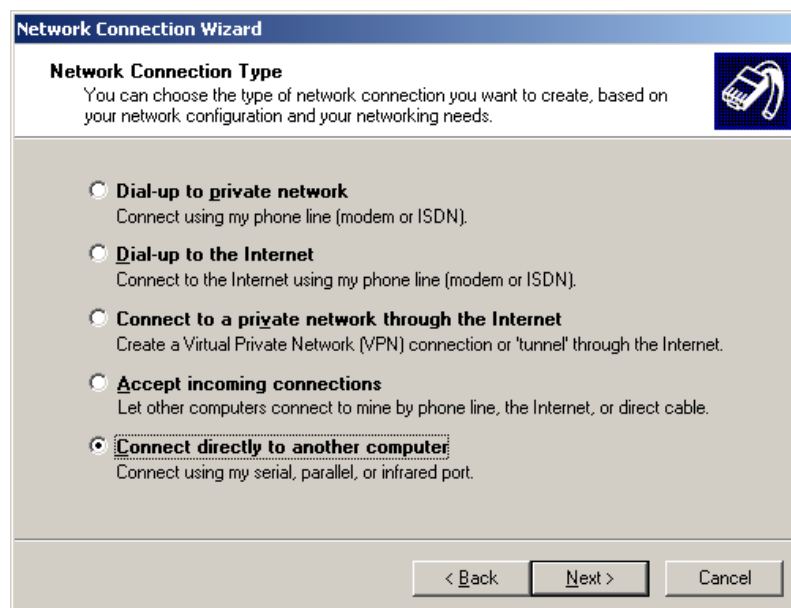 Network Connection Wizard
Network Connection Type
You can choose the type of network connection you want to create, based on
your network configuration and your networking needs.
Dial-up to private network
Connect using my phone line (modem or ISDN).
Dial-up to the Internet
Connect to the Internet using my phone line (modem or ISDN).
Connect to a private network through the Internet
Create a Virtual Private Network (VPN) connection or 'tunnel' through the Internet.
Accept incoming connections
Let other computers connect to mine by phone line, the Internet, or direct cable.
Connect directly to another computer
Connect using my serial, parallel, or infrared port.
< Back Next > Cancel